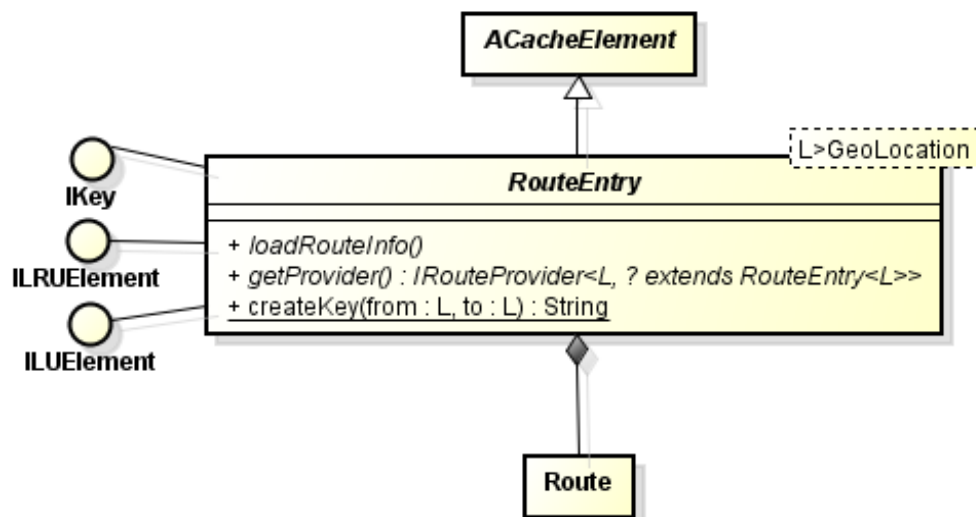 ACacheElement
L>GeoLocation
IKey
RouteEntry
ILRUElement
+ loadRouteInfo()
+ getProvider() : IRouteProvider<L, ? extends RouteEntry<L>>
+ createKey(from : L, to : L) : String
ILUElement
Route